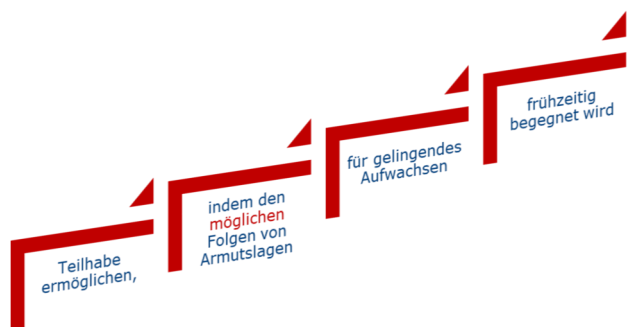 Teilhabe
ermöglichen,
indem den
möglichen
Folgen von
Armutslagen
für gelingendes
Aufwachsen
frühzeitig
begegnet wird